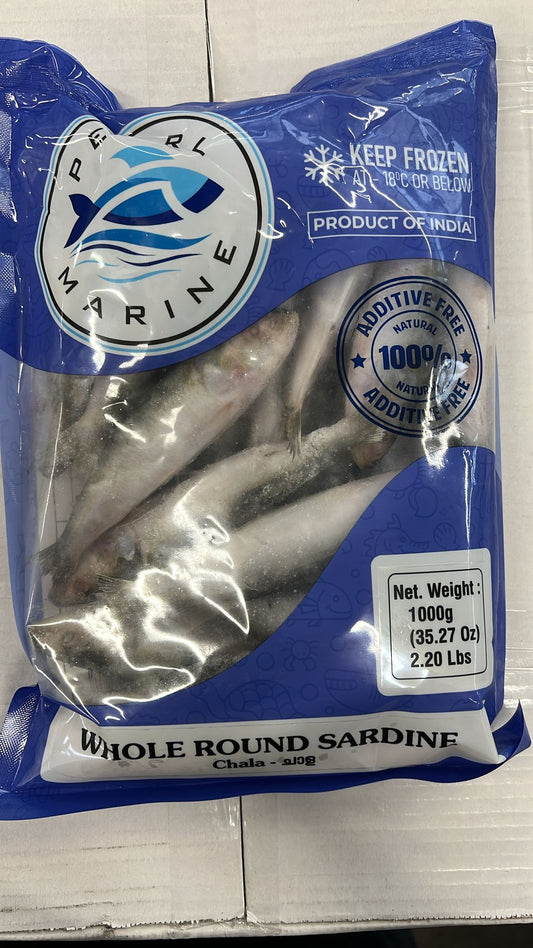 PEARL
MARINE
KEEP FROZEN
AT - 18°C OR BELOW
PRODUCT OF INDIA
ADDITIVE FREE
NATURAL
100%
NATURAL
ADDITIVE FREE
Net. Weight :
1000g
(35.27 Oz)
2.20 Lbs
WHOLE ROUND SARDINE
Chala - ചാള